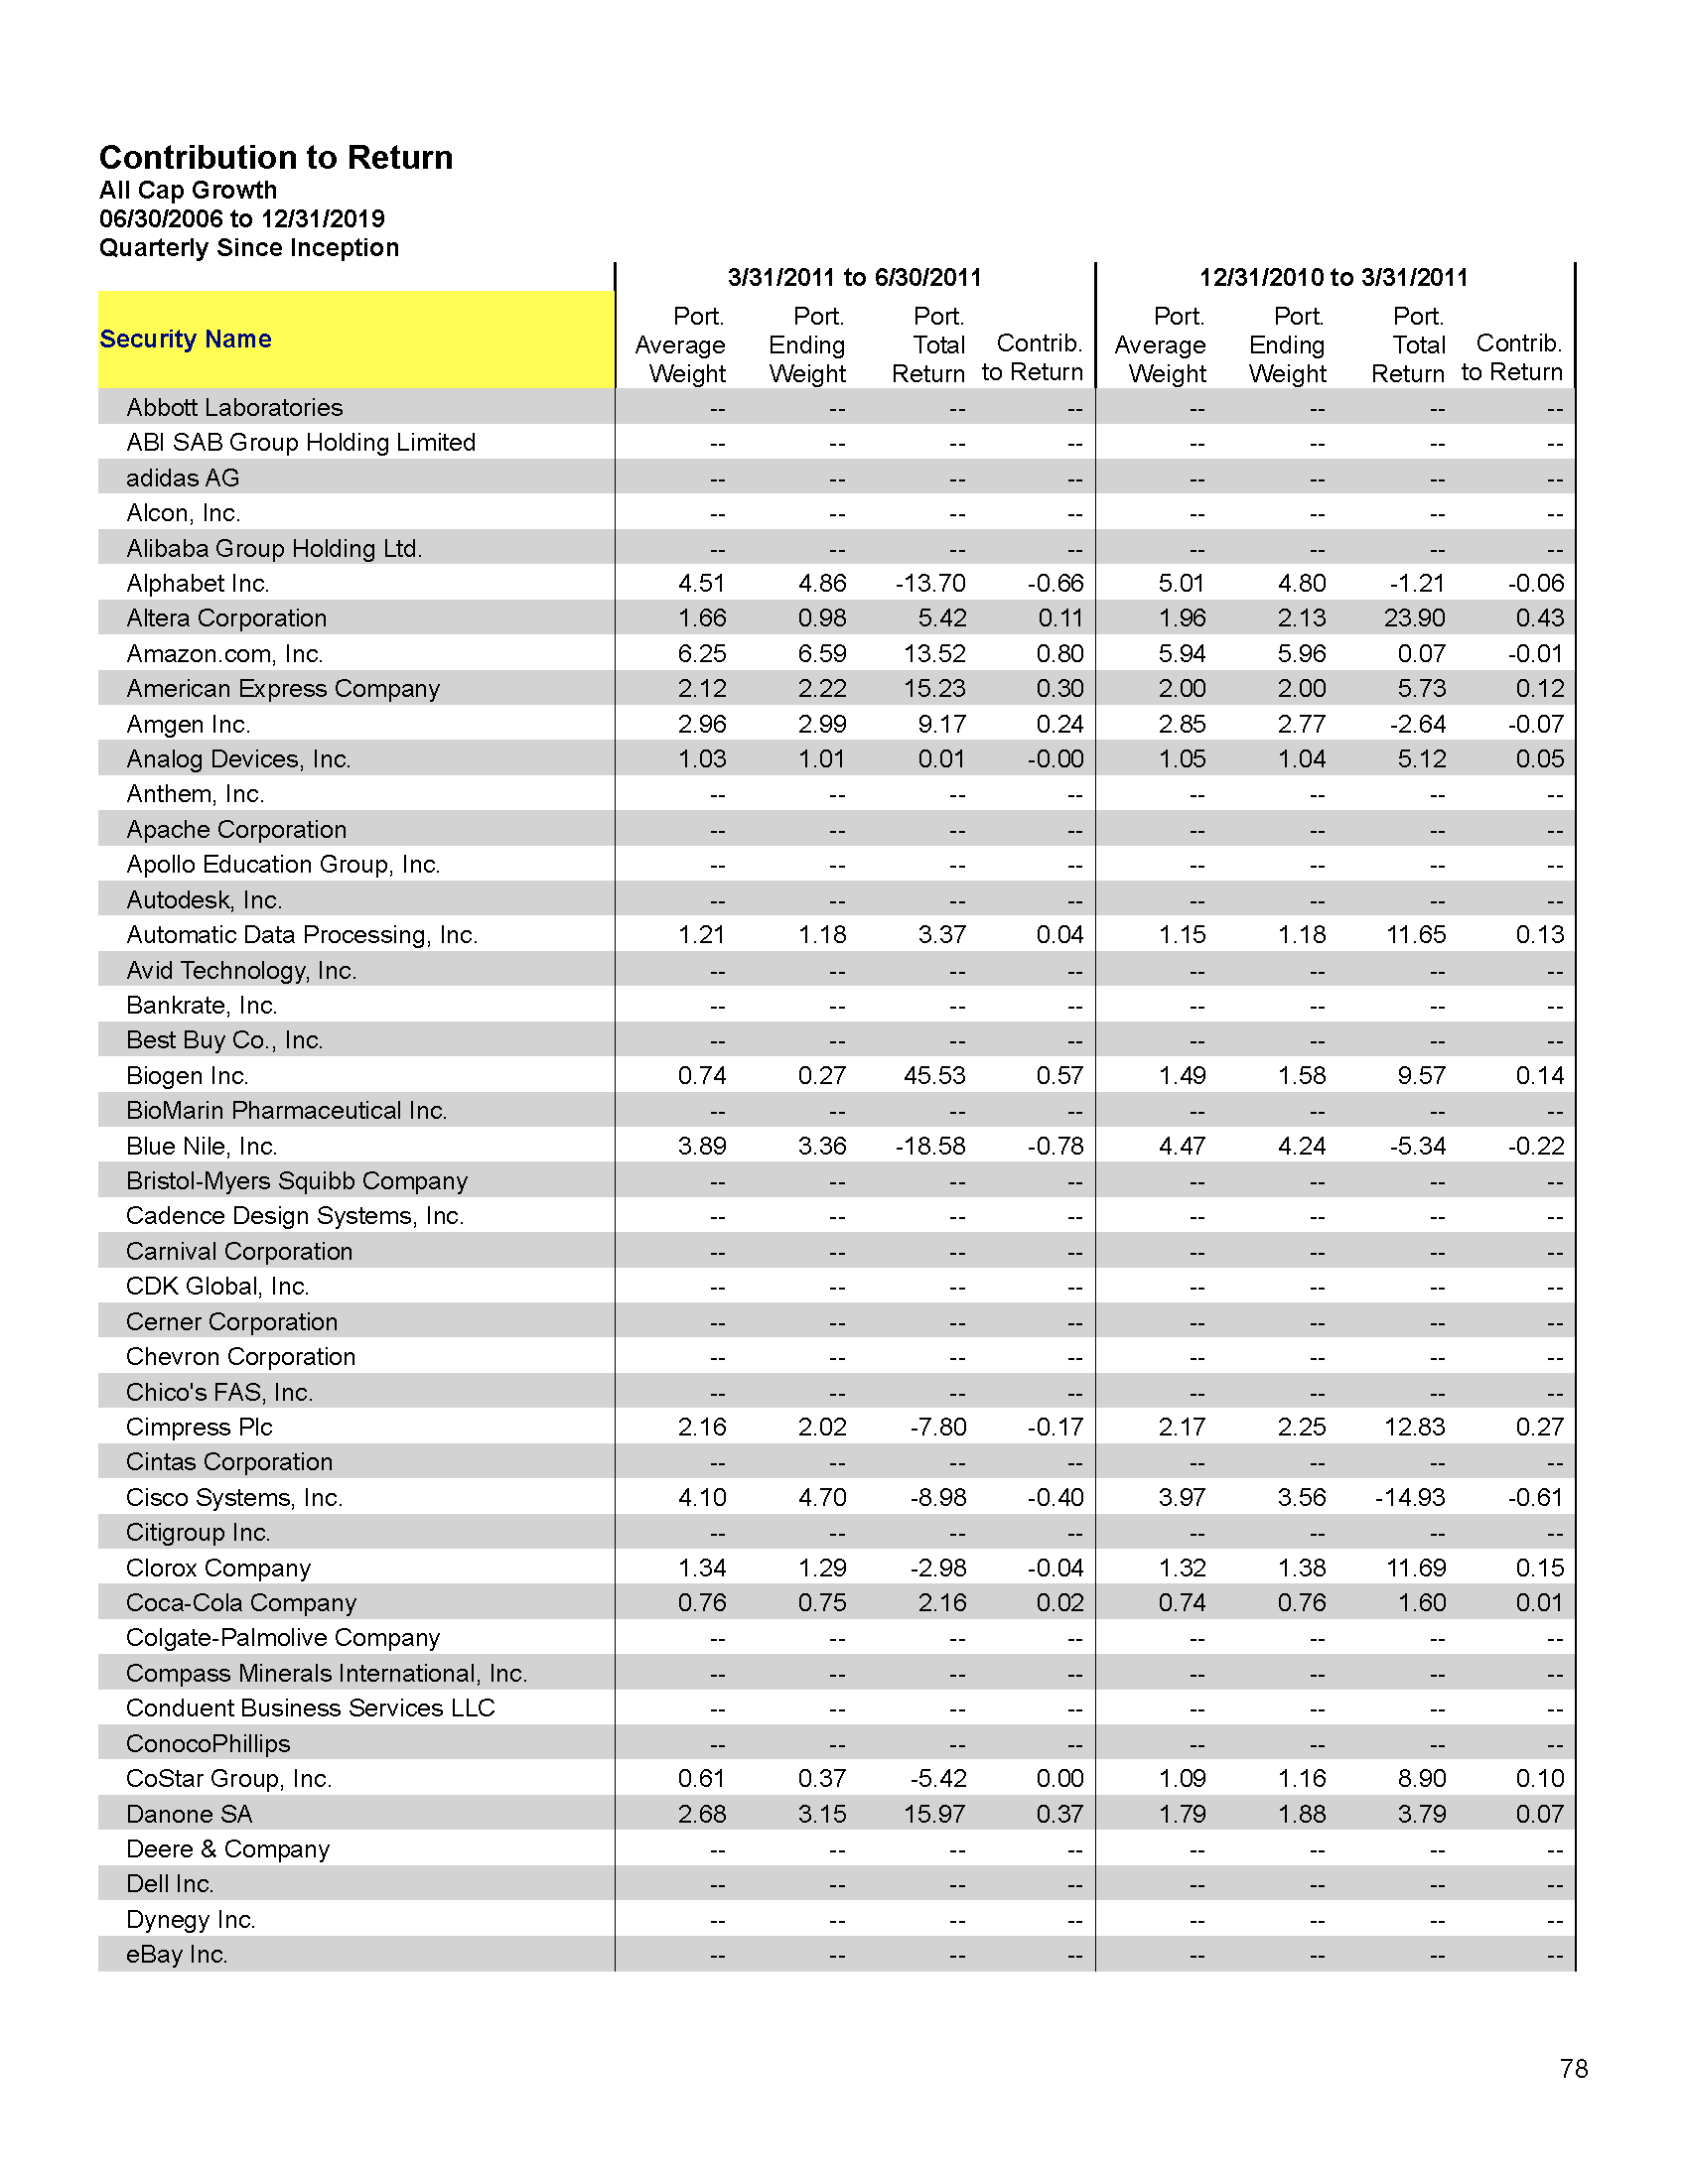 Contribution to Return
All Cap Growth
06/30/2006 to 12/31/2019
Quarterly Since Inception
3/31/2011 to 6/30/2011 12/31/2010 to 3/31/2011
Security Name Port. Average Weight Port. Ending Weight Port. Total Return Contrib. to Return Port. Average Weight Port. Ending Weight Port. Total Return Contrib. to Return
Abbott Laboratories -- -- -- -- -- -- -- --
ABI SAB Group Holding Limited -- -- -- -- -- -- -- --
adidas AG -- -- -- -- -- -- -- --
Alcon, Inc. -- -- -- -- -- -- -- --
Alibaba Group Holding Ltd. -- -- -- -- -- -- -- --
Alphabet Inc. 4.51 4.86 -13.70 -0.66 5.01 4.80 -1.21 -0.06
Altera Corporation 1.66 0.98 5.42 0.11 1.96 2.13 23.90 0.43
Amazon.com, Inc. 6.25 6.59 13.52 0.80 5.94 5.96 0.07 -0.01
American Express Company 2.12 2.22 15.23 0.30 2.00 2.00 5.73 0.12
Amgen Inc. 2.96 2.99 9.17 0.24 2.85 2.77 -2.64 -0.07
Analog Devices, Inc. 1.03 1.01 0.01 -0.00 1.05 1.04 5.12 0.05
Anthem, Inc. -- -- -- -- -- -- -- --
Apache Corporation -- -- -- -- -- -- -- --
Apollo Education Group, Inc. -- -- -- -- -- -- -- --
Autodesk, Inc. -- -- -- -- -- -- -- --
Automatic Data Processing, Inc. 1.21 1.18 3.37 0.04 1.15 1.18 11.65 0.13
Avid Technology, Inc. -- -- -- -- -- -- -- --
Bankrate, Inc. -- -- -- -- -- -- -- --
Best Buy Co., Inc. -- -- -- -- -- -- -- --
Biogen Inc. 0.74 0.27 45.53 0.57 1.49 1.58 9.57 0.14
BioMarin Pharmaceutical Inc. -- -- -- -- -- -- -- --
Blue Nile, Inc. 3.89 3.36 -18.58 -0.78 4.47 4.24 -5.34 -0.22
Bristol-Myers Squibb Company -- -- -- -- -- -- -- --
Cadence Design Systems, Inc. -- -- -- -- -- -- -- --
Carnival Corporation -- -- -- -- -- -- -- --
CDK Global, Inc. -- -- -- -- -- -- -- --
Cerner Corporation -- -- -- -- -- -- -- --
Chevron Corporation -- -- -- -- -- -- -- --
Chico's FAS, Inc. -- -- -- -- -- -- -- --
Cimpress Plc 2.16 2.02 -7.80 -0.17 2.17 2.25 12.83 0.27
Cintas Corporation -- -- -- -- -- -- -- --
Cisco Systems, Inc. 4.10 4.70 -8.98 -0.40 3.97 3.56 -14.93 -0.61
Citigroup Inc. -- -- -- -- -- -- -- --
Clorox Company 1.34 1.29 -2.98 -0.04 1.32 1.38 11.69 0.15
Coca-Cola Company 0.76 0.75 2.16 0.02 0.74 0.76 1.60 0.01
Colgate-Palmolive Company -- -- -- -- -- -- -- --
Compass Minerals International, Inc. -- -- -- -- -- -- -- --
Conduent Business Services LLC -- -- -- -- -- -- -- --
ConocoPhillips -- -- -- -- -- -- -- --
CoStar Group, Inc. 0.61 0.37 -5.42 0.00 1.09 1.16 8.90 0.10
Danone SA 2.68 3.15 15.97 0.37 1.79 1.88 3.79 0.07
Deere & Company -- -- -- -- -- -- -- --
Dell Inc. -- -- -- -- -- -- -- --
Dynegy Inc. -- -- -- -- -- -- -- --
eBay Inc. -- -- -- -- -- -- -- --
78